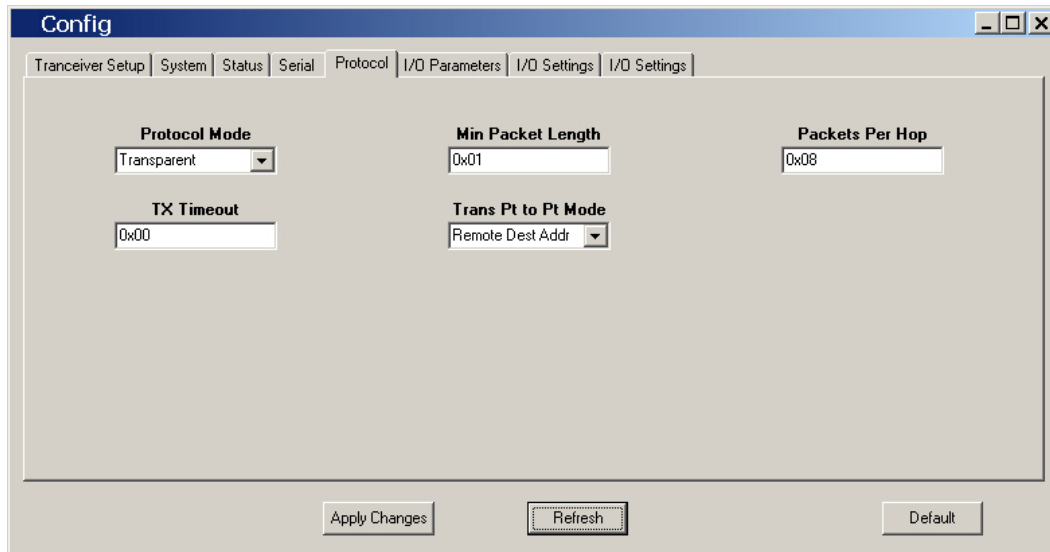 Config
Tranceiver Setup System Status Serial Protocol I/O Parameters I/O Settings I/O Settings
Protocol Mode Min Packet Length Packets Per Hop
Transparent 0x01 0x08
TX Timeout Trans Pt to Pt Mode
0x00 Remote Dest Addr
Apply Changes Refresh Default